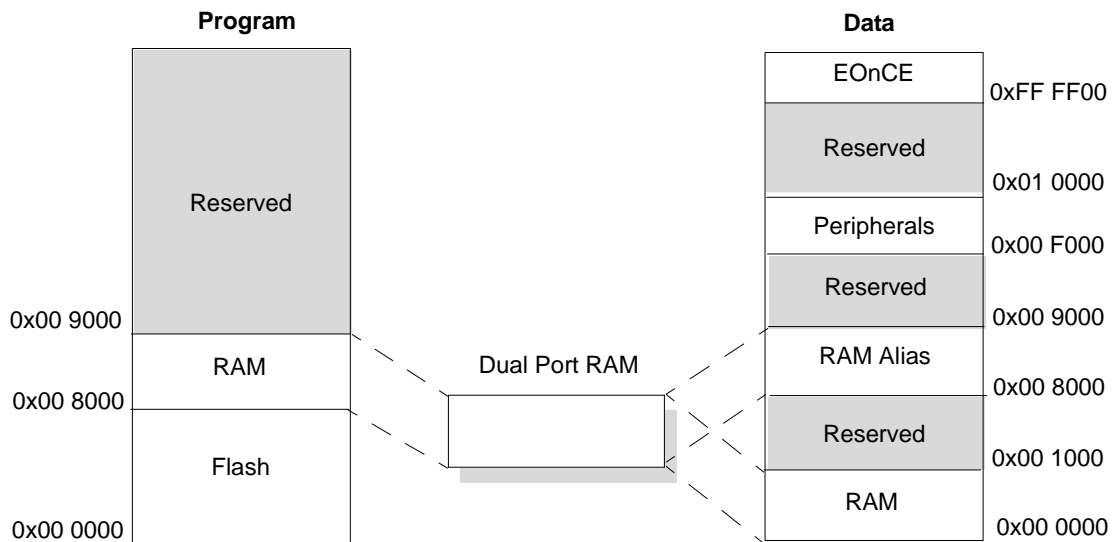 Program
Reserved
0x00 9000
RAM
0x00 8000
Flash
0x00 0000
Dual Port RAM
Data
EOnCE
0xFF FF00
Reserved
0x01 0000
Peripherals
0x00 F000
Reserved
0x00 9000
RAM Alias
0x00 8000
Reserved
0x00 1000
RAM
0x00 0000